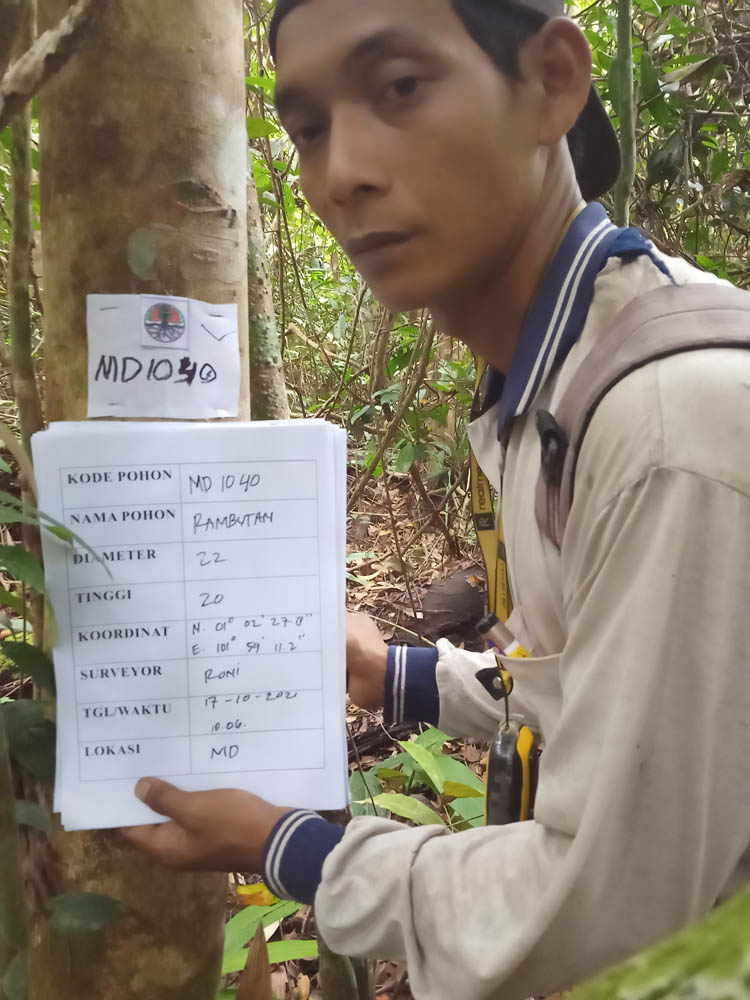 MD1040
KODE POHON MD 1040
NAMA POHON RAMBUTAN
DIAMETER 22
TINGGI 20
KOORDINAT N. 01° 02' 27.8"
E. 101° 59' 11.2"
SURVEYOR RONI
TGL/WAKTU 17-10-2021
10.06.
LOKASI MD
realme